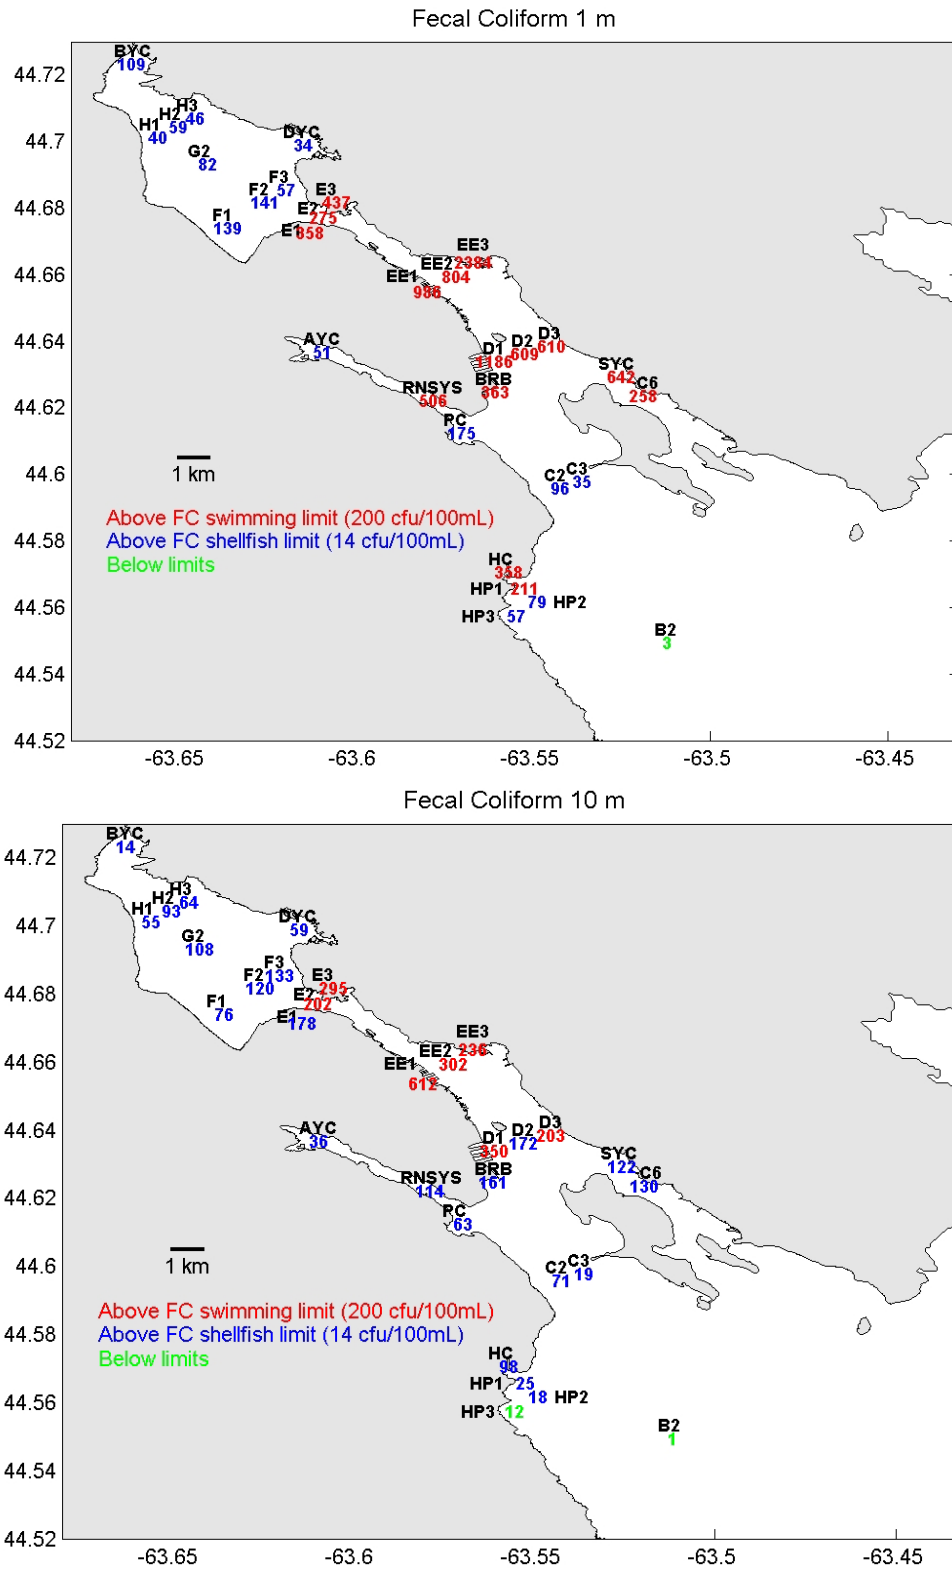 Fecal Coliform 1 m
44.72
44.7
44.68
44.66
44.64
44.62
44.6
44.58
44.56
44.54
44.52
BYC
109
H3
46
H2
59
H1
40
DYC
34
G2
82
F3
57
F2
141
F1
139
E3
437
E2
275
E1
358
EE3
2384
EE2
804
EE1
986
AYC
51
D3
610
D2
609
D1
1186
SYC
642
C6
258
BRB
363
RNSYS
506
PC
175
C3
35
C2
96
1 km
Above FC swimming limit (200 cfu/100mL)
Above FC shellfish limit (14 cfu/100mL)
Below limits
HC
358
HP1 211
79 HP2
HP3 57
B2
3
-63.65 -63.6 -63.55 -63.5 -63.45
Fecal Coliform 10 m
44.72
44.7
44.68
44.66
44.64
44.62
44.6
44.58
44.56
44.54
44.52
BYC
14
H3
64
H2
93
H1
55
DYC
59
G2
108
F3
133
F2
120
F1
76
E3
295
E2
202
E1
178
EE3
236
EE2
302
EE1
612
AYC
36
D3
203
D2
172
D1
350
SYC
122
C6
130
BRB
161
RNSYS
114
PC
63
C3
19
C2
71
1 km
Above FC swimming limit (200 cfu/100mL)
Above FC shellfish limit (14 cfu/100mL)
Below limits
HC
98
HP1 25
18 HP2
HP3 12
B2
1
-63.65 -63.6 -63.55 -63.5 -63.45